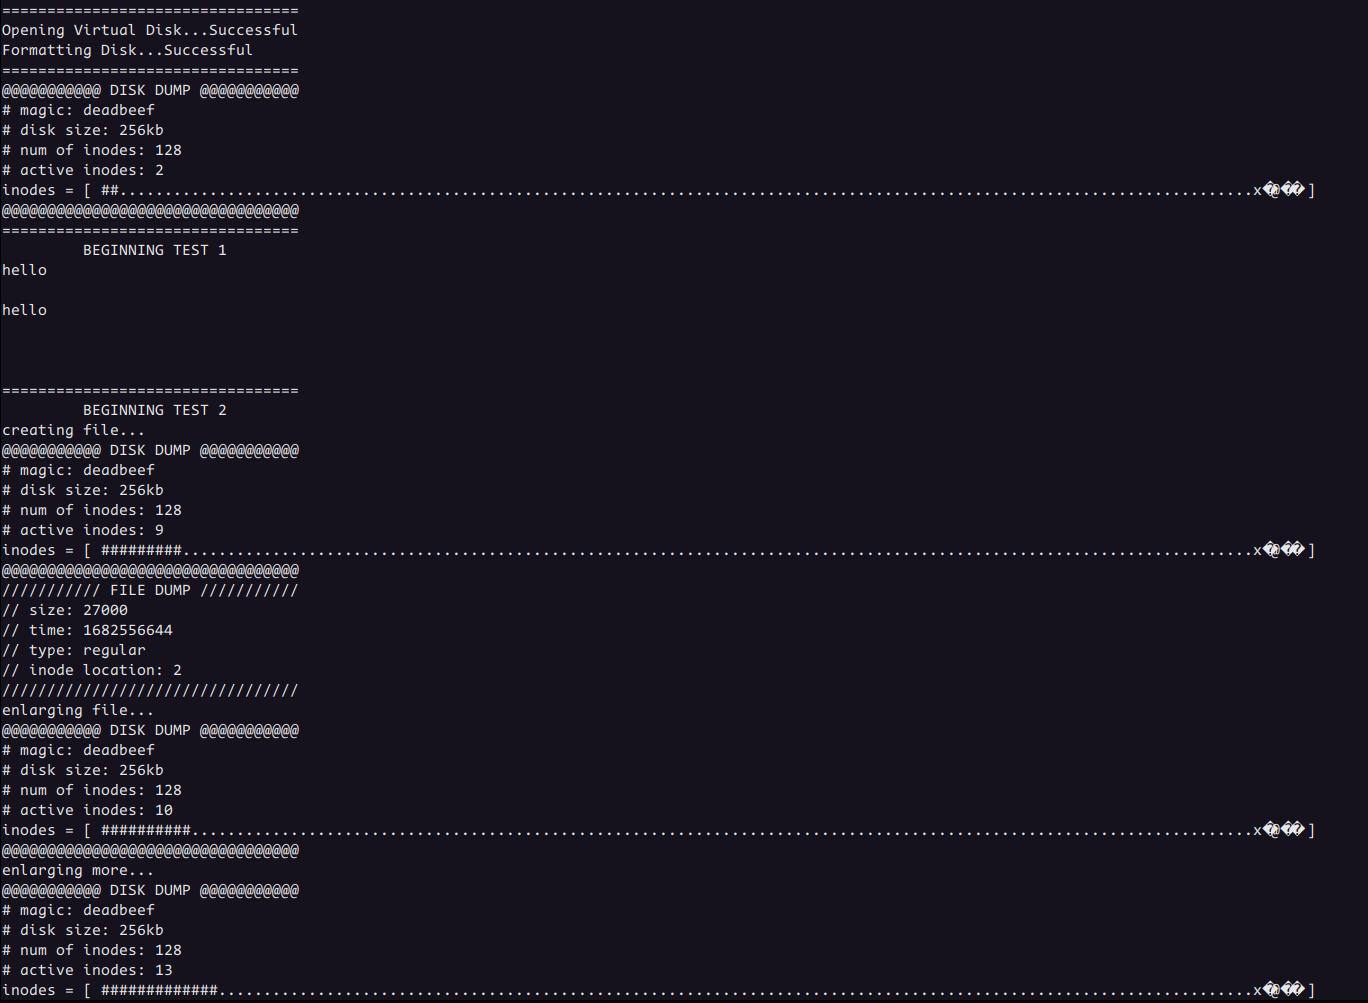 =================================
Opening Virtual Disk...Successful
Formatting Disk...Successful
=================================
@@@@@@@@@@@ DISK DUMP @@@@@@@@@@@
# magic: deadbeef
# disk size: 256kb
# num of inodes: 128
# active inodes: 2
inodes = [ ##..............................................................................................................................x�@�� ]
@@@@@@@@@@@@@@@@@@@@@@@@@@@@@@@@@
=================================
BEGINNING TEST 1
hello
hello
=================================
BEGINNING TEST 2
creating file...
@@@@@@@@@@@ DISK DUMP @@@@@@@@@@@
# magic: deadbeef
# disk size: 256kb
# num of inodes: 128
# active inodes: 9
inodes = [ #########.......................................................................................................................x�@�� ]
@@@@@@@@@@@@@@@@@@@@@@@@@@@@@@@@@
/////////// FILE DUMP ///////////
// size: 27000
// time: 1682556644
// type: regular
// inode location: 2
/////////////////////////////////
enlarging file...
@@@@@@@@@@@ DISK DUMP @@@@@@@@@@@
# magic: deadbeef
# disk size: 256kb
# num of inodes: 128
# active inodes: 10
inodes = [ ##########......................................................................................................................x�@�� ]
@@@@@@@@@@@@@@@@@@@@@@@@@@@@@@@@@
enlarging more...
@@@@@@@@@@@ DISK DUMP @@@@@@@@@@@
# magic: deadbeef
# disk size: 256kb
# num of inodes: 128
# active inodes: 13
inodes = [ #############...................................................................................................................x�@�� ]